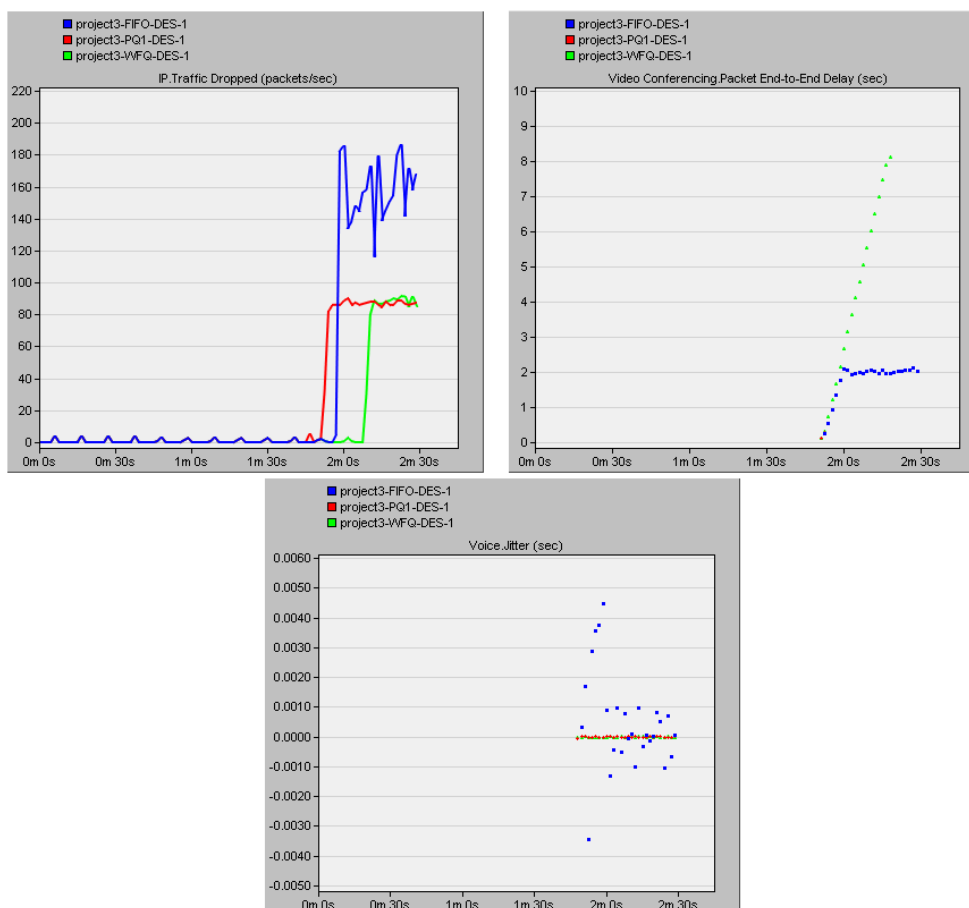 project3-FIFO-DES-1
project3-PQ1-DES-1
project3-WFQ-DES-1
IP.Traffic Dropped (packets/sec)
220
200
180
160
140
120
100
80
60
40
20
0
0m 0s 0m 30s 1m 0s 1m 30s 2m 0s 2m 30s
project3-FIFO-DES-1
project3-PQ1-DES-1
project3-WFQ-DES-1
Video Conferencing.Packet End-to-End Delay (sec)
10
9
8
7
6
5
4
3
2
1
0
0m 0s 0m 30s 1m 0s 1m 30s 2m 0s 2m 30s
project3-FIFO-DES-1
project3-PQ1-DES-1
project3-WFQ-DES-1
Voice.Jitter (sec)
0.0060
0.0050
0.0040
0.0030
0.0020
0.0010
0.0000
-0.0010
-0.0020
-0.0030
-0.0040
-0.0050
0m 0s 0m 30s 1m 0s 1m 30s 2m 0s 2m 30s